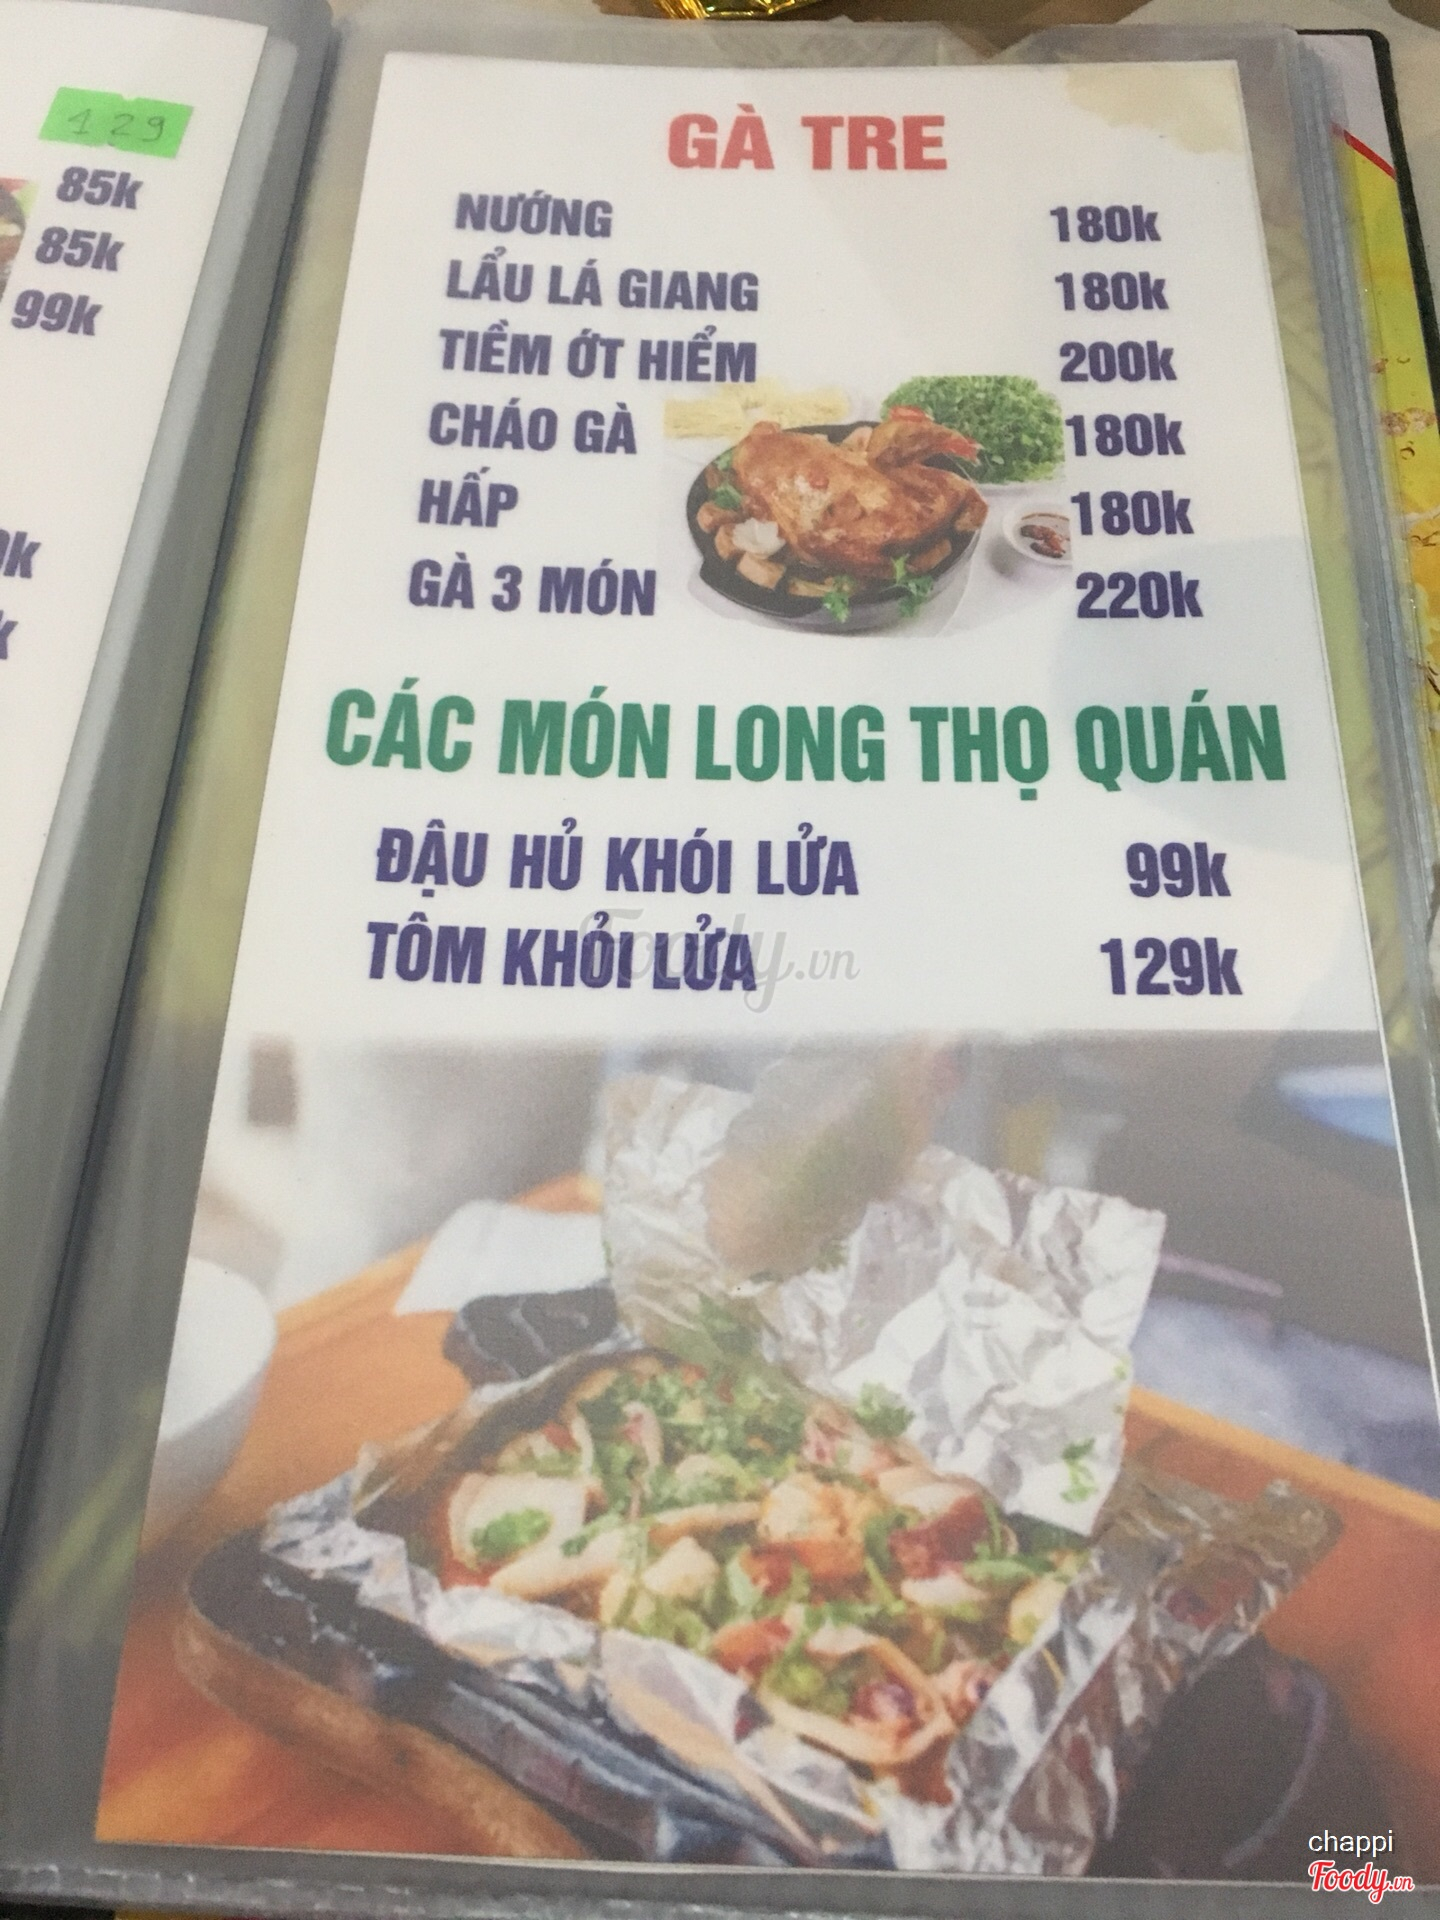 129
85k
85k
99k
k
k
GÀ TRE
NƯỚNG 180k
LẨU LÁ GIANG 180k
TIỀM ỚT HIỂM 200k
CHÁO GÀ 180k
HẤP 180k
GÀ 3 MÓN 220k
CÁC MÓN LONG THỌ QUÁN
ĐẬU HỦ KHÓI LỬA 99k
TÔM KHỎI LỬA 129k
Foody.vn
chappi
Foody.vn